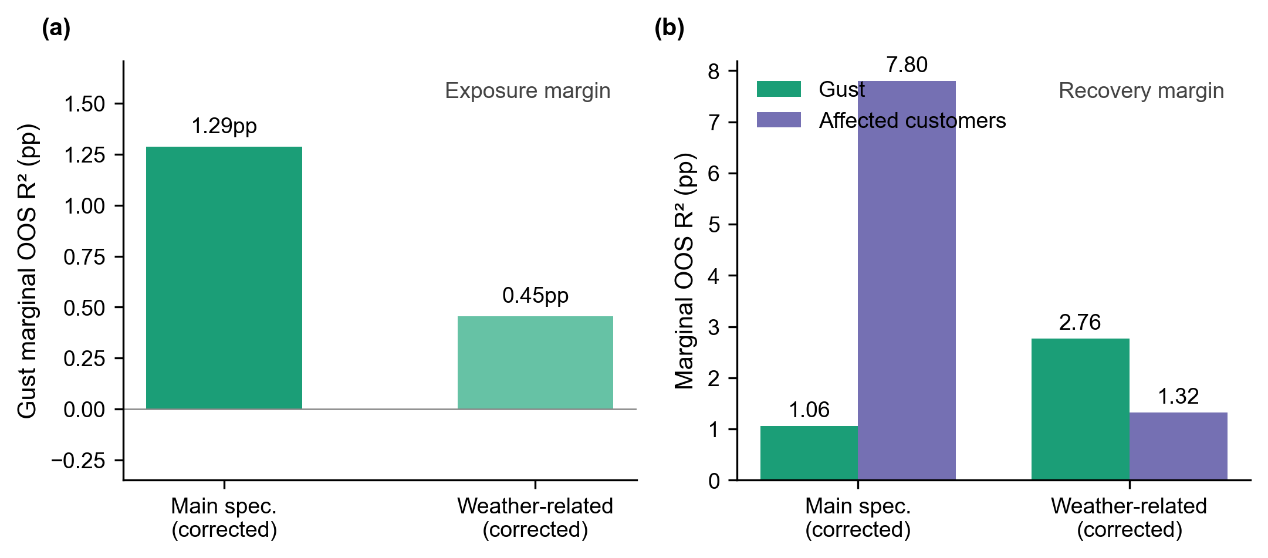 (a)
Exposure margin
Gust marginal OOS R² (pp)
1.50
1.25
1.00
0.75
0.50
0.25
0.00
−0.25
1.29pp
0.45pp
Main spec.
(corrected)
Weather-related
(corrected)
(b)
Recovery margin
Gust
Affected customers
Marginal OOS R² (pp)
8
7
6
5
4
3
2
1
0
1.06
7.80
2.76
1.32
Main spec.
(corrected)
Weather-related
(corrected)